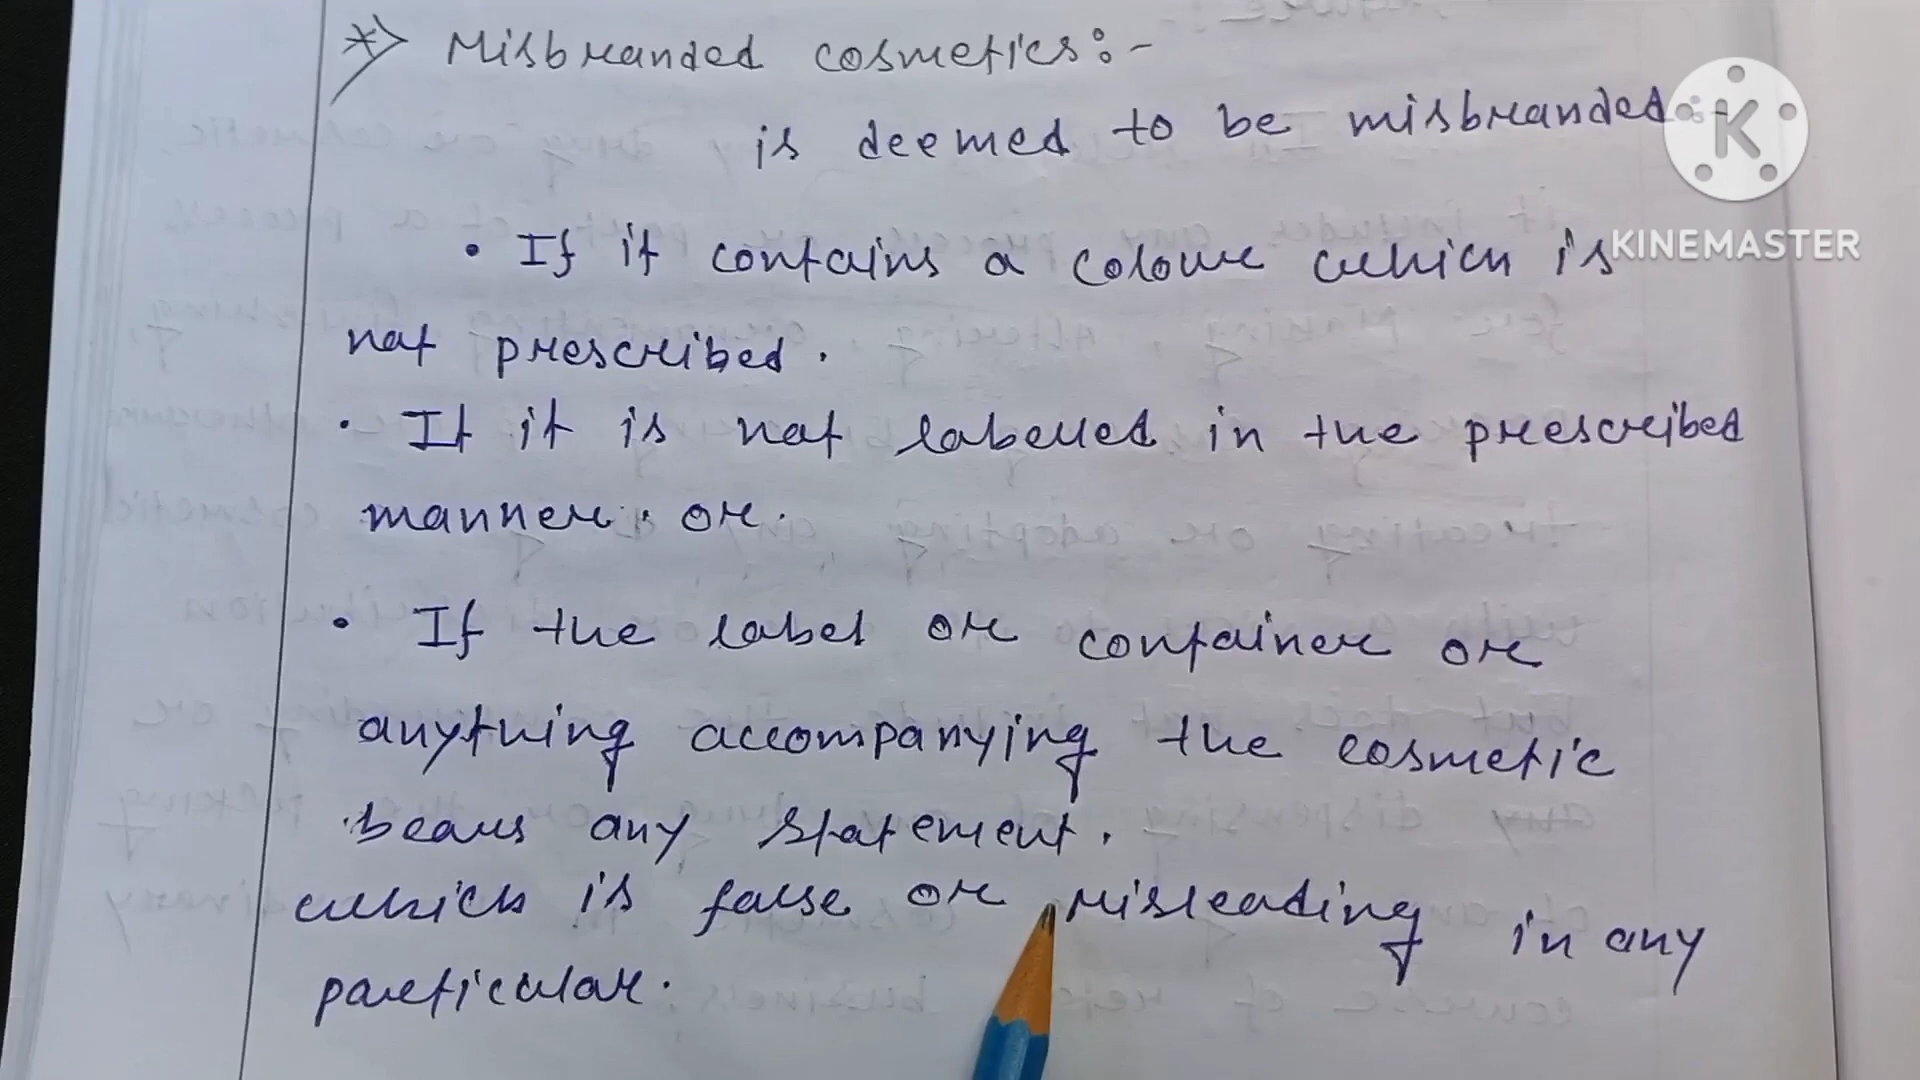 Misbranded cosmetics:-
is deemed to be misbranded:-
• If it contains a colour which is
not prescribed.
• If it is not labelled in the prescribed
manner. or.
• If the label or container or
anything accompanying the cosmetic
bears any statement.
which is false or misleading in any
particular.
K
KINEMASTER